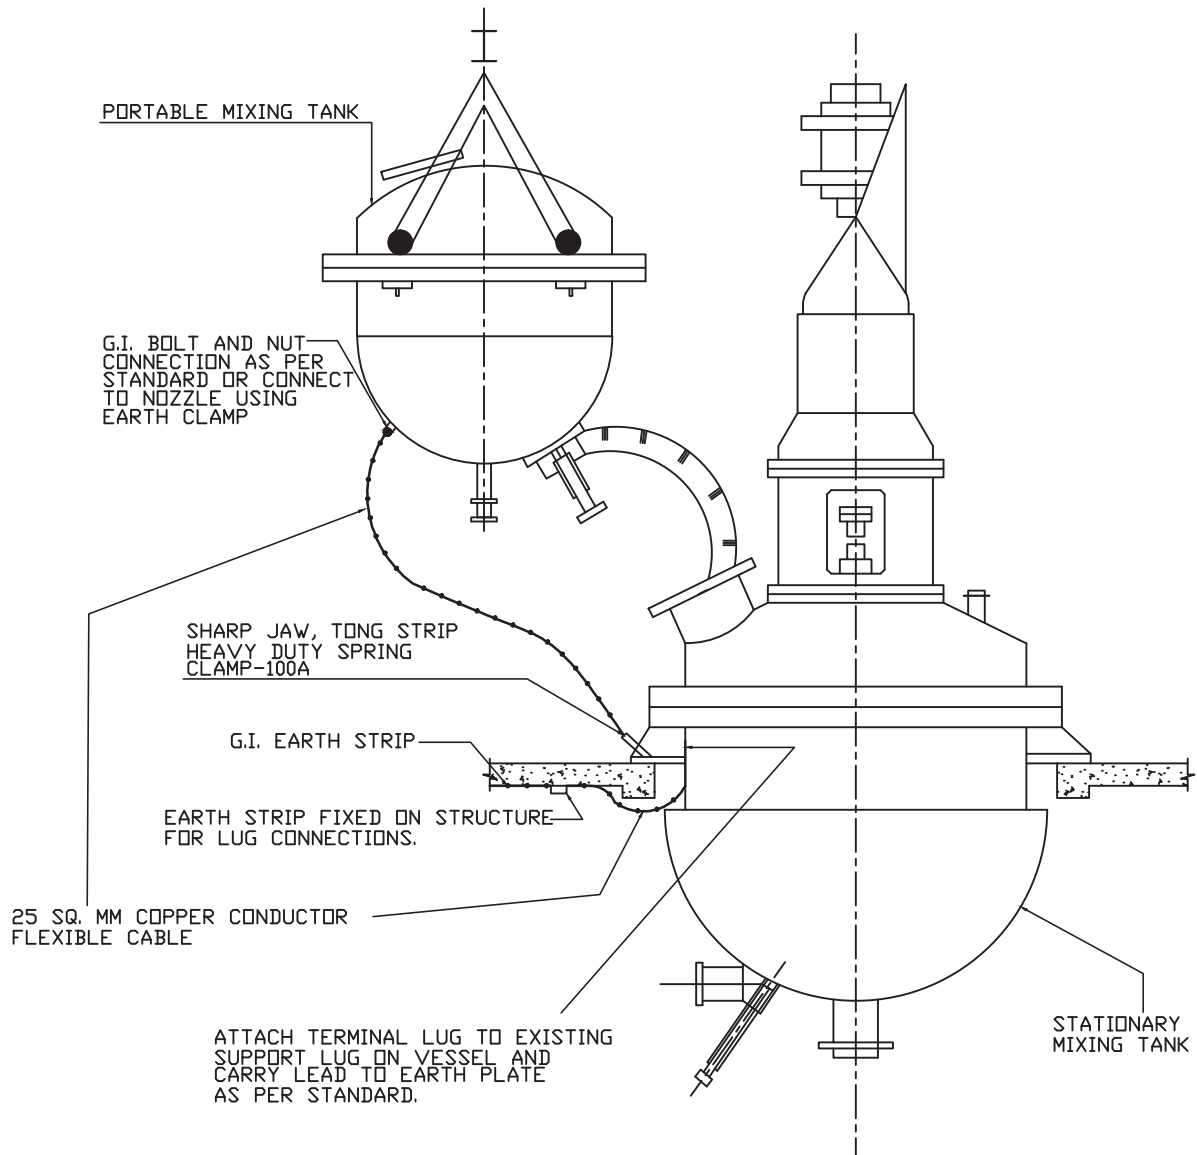 PORTABLE MIXING TANK
G.I. BOLT AND NUT
CONNECTION AS PER
STANDARD OR CONNECT
TO NOZZLE USING
EARTH CLAMP
SHARP JAW, TONG STRIP
HEAVY DUTY SPRING
CLAMP-100A
G.I. EARTH STRIP
EARTH STRIP FIXED ON STRUCTURE
FOR LUG CONNECTIONS.
25 SQ. MM COPPER CONDUCTOR
FLEXIBLE CABLE
ATTACH TERMINAL LUG TO EXISTING
SUPPORT LUG ON VESSEL AND
CARRY LEAD TO EARTH PLATE
AS PER STANDARD.
STATIONARY
MIXING TANK